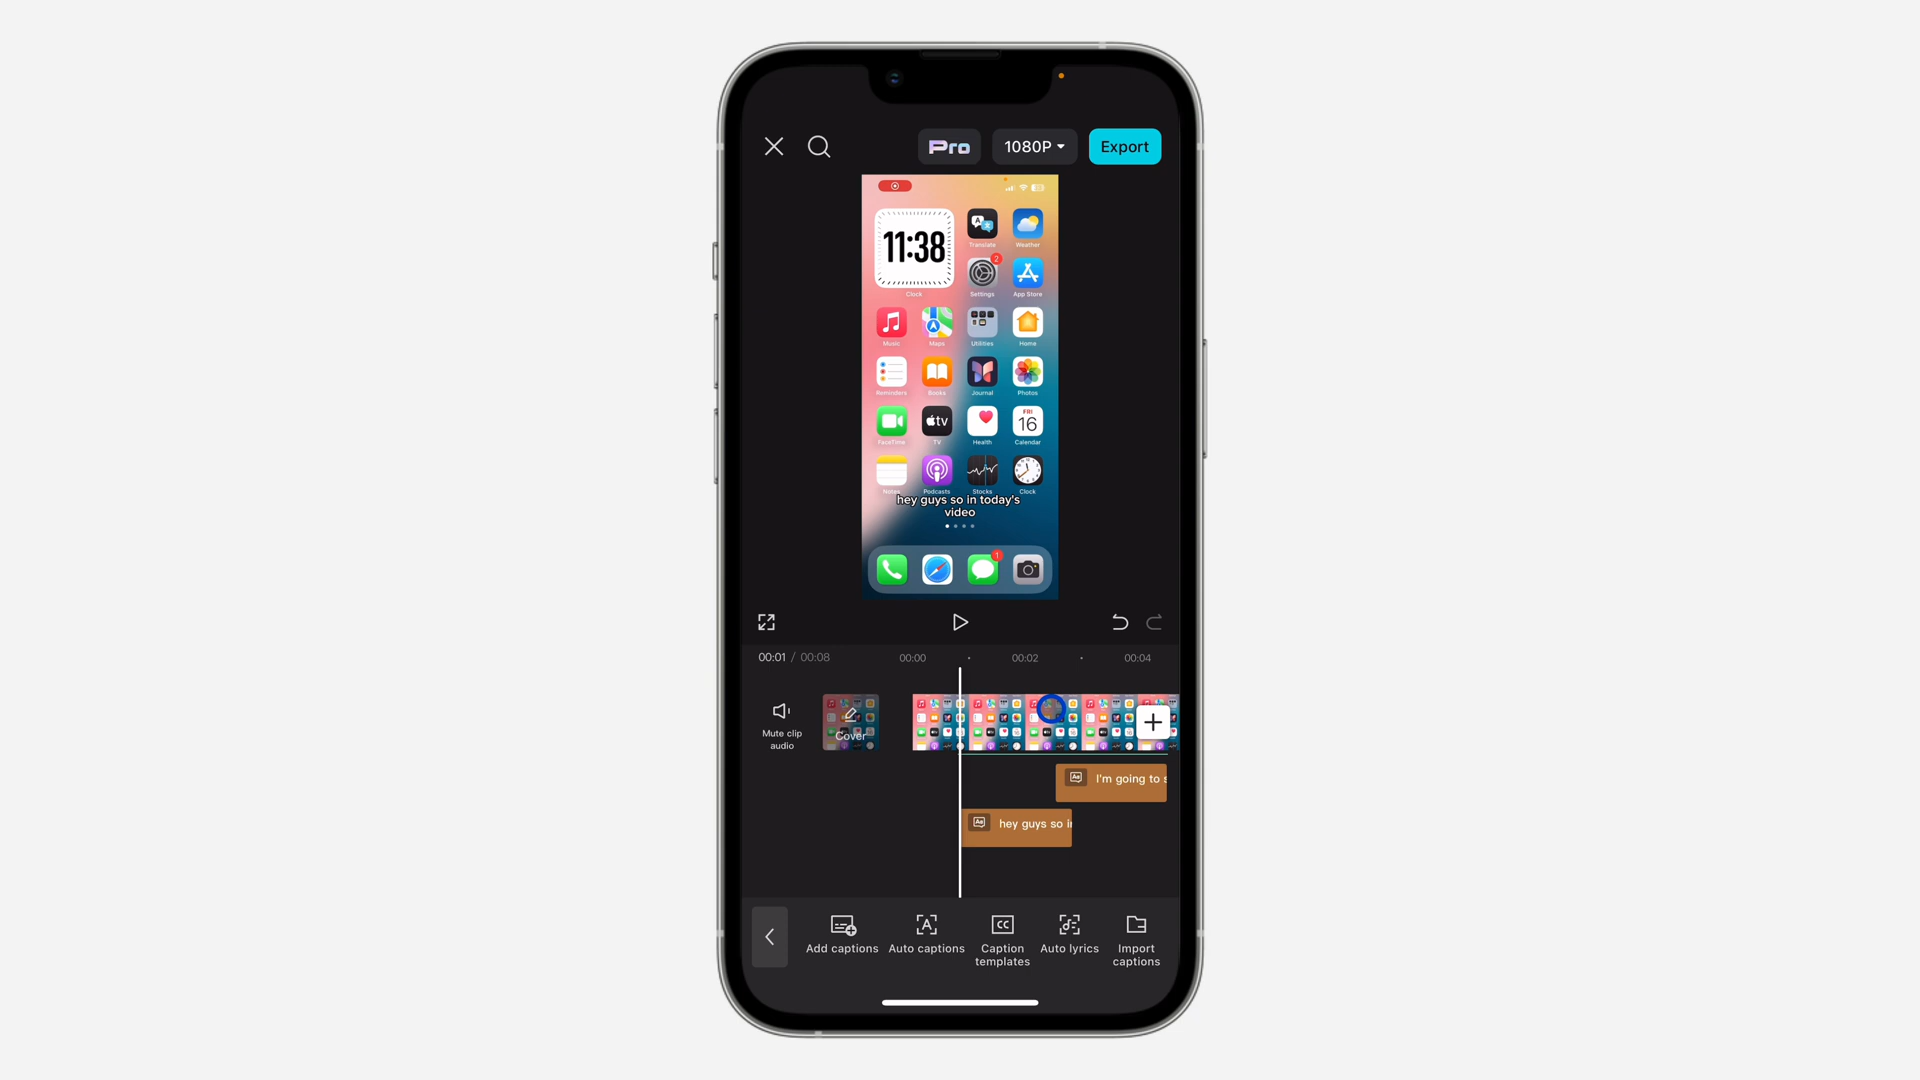 Pro
1080P
Export
11:38
Clock
Translate
Weather
2
Settings
App Store
Music
Maps
Utilities
Home
Reminders
Books
Journal
Photos
tv
FRI
16
FaceTime
TV
Health
Calendar
Notes
Podcasts
Stocks
Clock
hey guys so in today's
video
1
00:01 / 00:08
00:00
00:02
00:04
Mute clip
audio
Cover
I'm going to s
hey guys so i
Add captions
Auto captions
Caption
templates
Auto lyrics
Import
captions